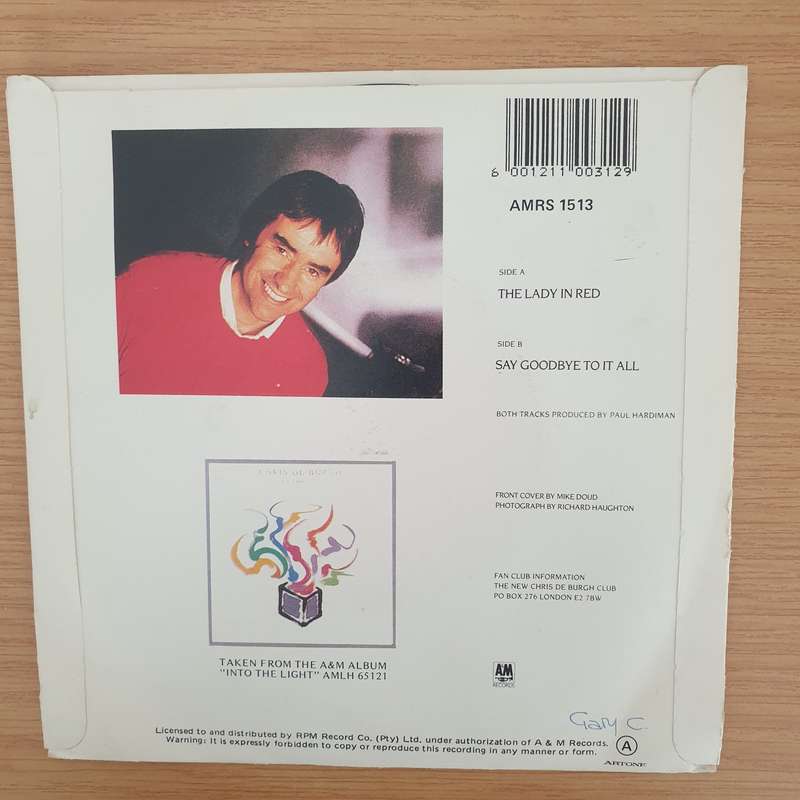 6 001211 003129
AMRS 1513
SIDE A
THE LADY IN RED
SIDE B
SAY GOODBYE TO IT ALL
BOTH TRACKS PRODUCED BY PAUL HARDIMAN
FRONT COVER BY MIKE DOUD
PHOTOGRAPH BY RICHARD HAUGHTON
FAN CLUB INFORMATION
THE NEW CHRIS DE BURGH CLUB
PO BOX 276 LONDON E2 7BW
CHRIS DE BURGH
TAKEN FROM THE A&M ALBUM
"INTO THE LIGHT" AMLH 65121
A&M
RECORDS
Gary C.
Licensed to and distributed by RPM Record Co. (Pty) Ltd. under authorization of A & M Records.
Warning: It is expressly forbidden to copy or reproduce this recording in any manner or form.
A
ARTONE